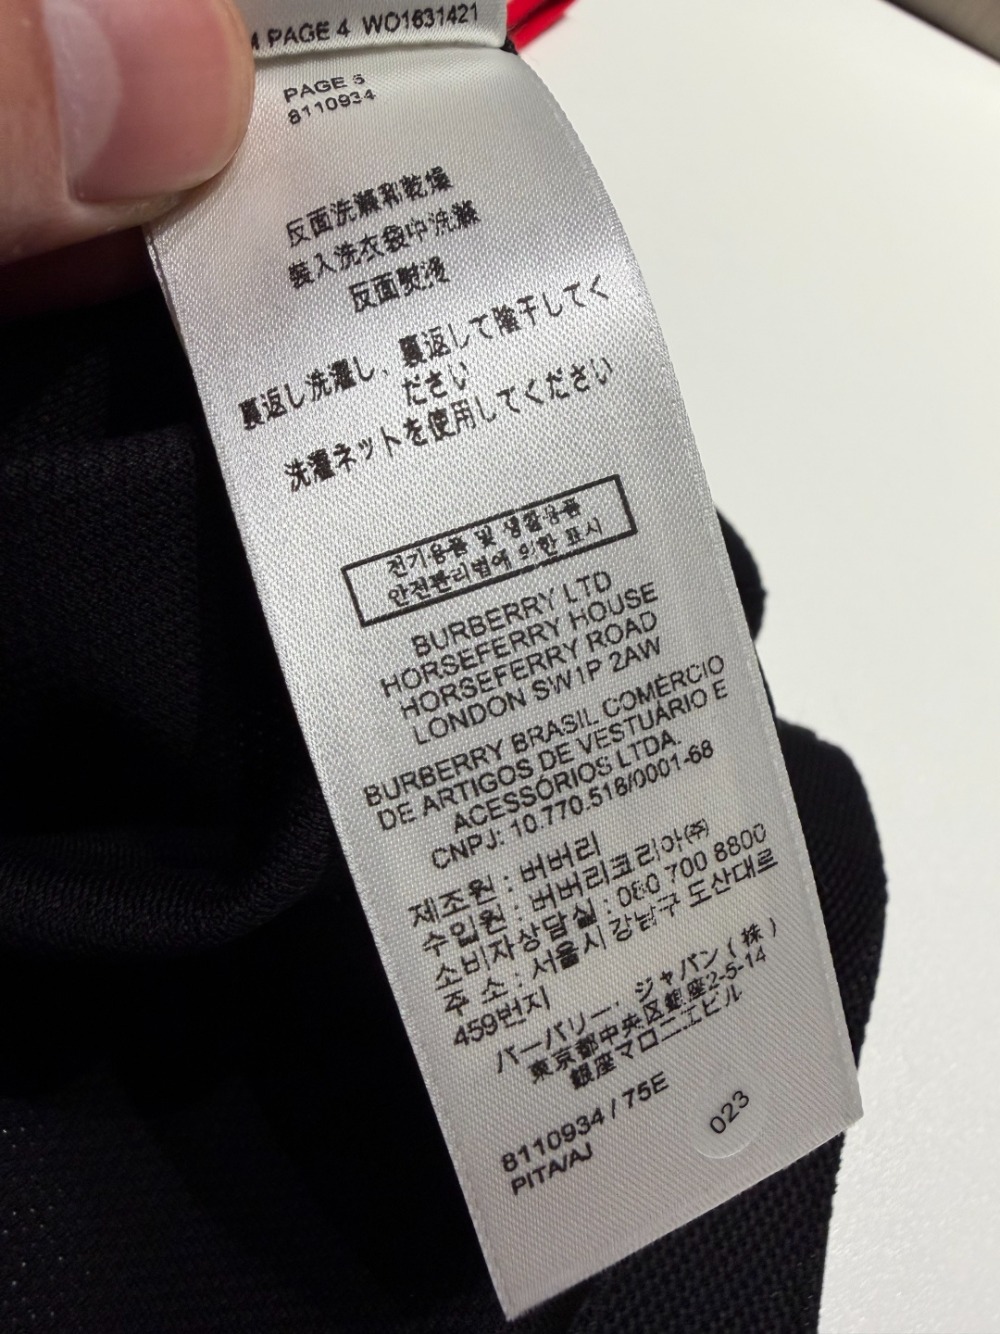 4 PAGE 4 WO1631421
PAGE 5
8110934
反面洗滌和乾燥
装入洗衣袋中洗滌
反面熨燙
裏返し洗濯し、裏返して陰干してく
ださい
洗濯ネットを使用してください
전기용품 및 생활용품
안전관리법에 의한 표시
BURBERRY LTD
HORSEFERRY HOUSE
HORSEFERRY ROAD
LONDON SW1P 2AW
BURBERRY BRASIL COMÉRCIO
DE ARTIGOS DE VESTUÁRIO E
ACESSÓRIOS LTDA.
CNPJ: 10.770.518/0001-68
제조원 : 버버리
수입원 : 버버리코리아(주)
소비자상담실 : 080 700 8800
주 소 : 서울시 강남구 도산대로
459번지
バーバリー・ジャパン(株)
東京都中央区銀座2-5-14
銀座マロニエビル
8110934 / 75E
PITA/AJ
023